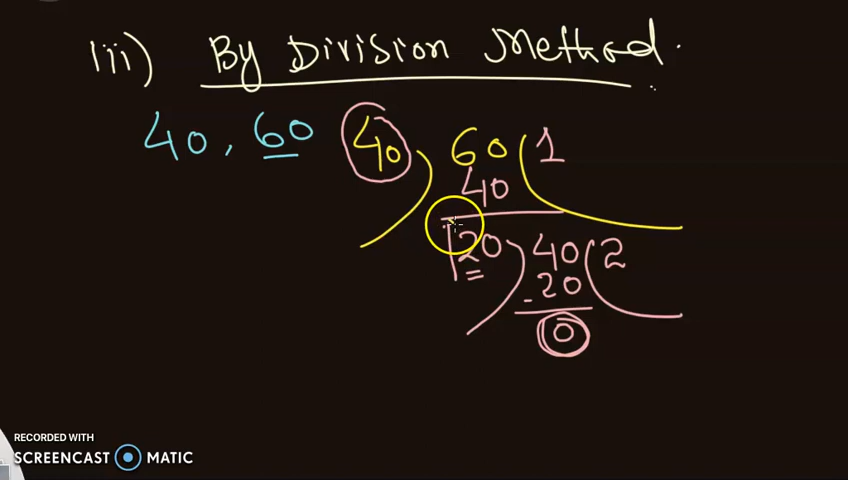 iii) By Division Method.
40, 60 40) 60 (1
40
20) 40 (2
- 20
0
RECORDED WITH
SCREENCAST MATIC